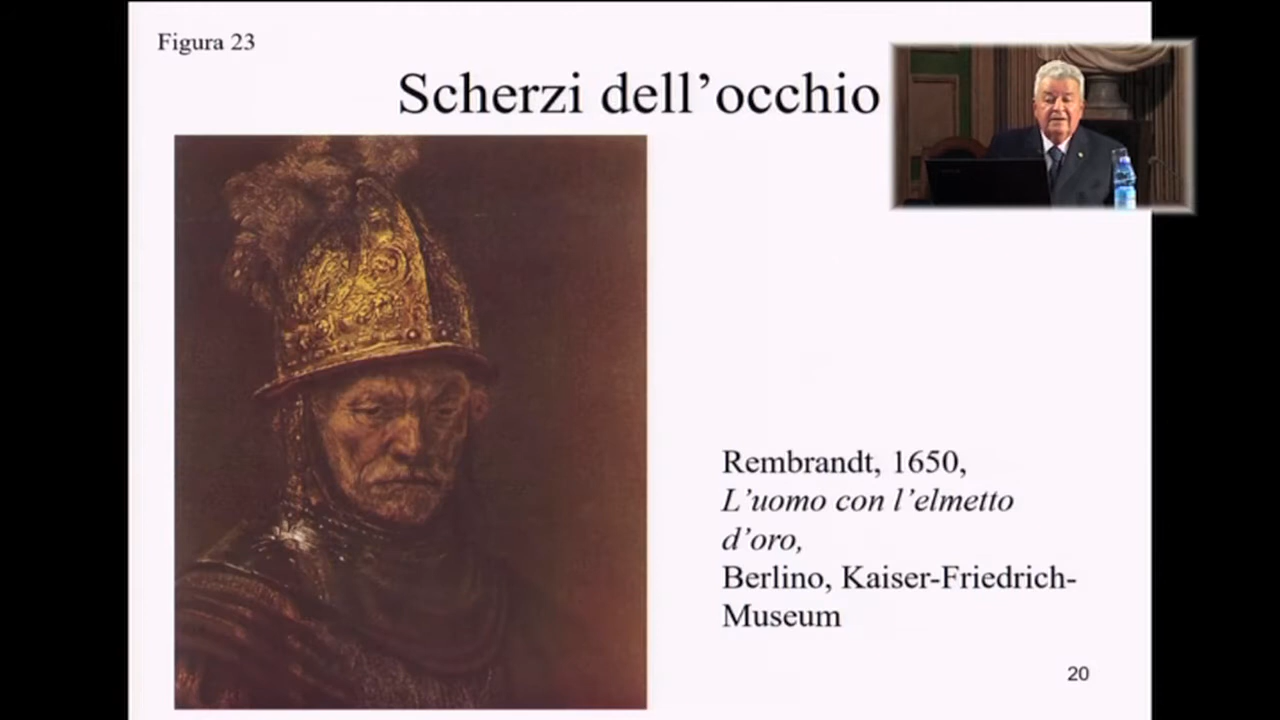 Figura 23
Scherzi dell’occhio
Rembrandt, 1650,
L’uomo con l’elmetto
d’oro,
Berlino, Kaiser-Friedrich-
Museum
20